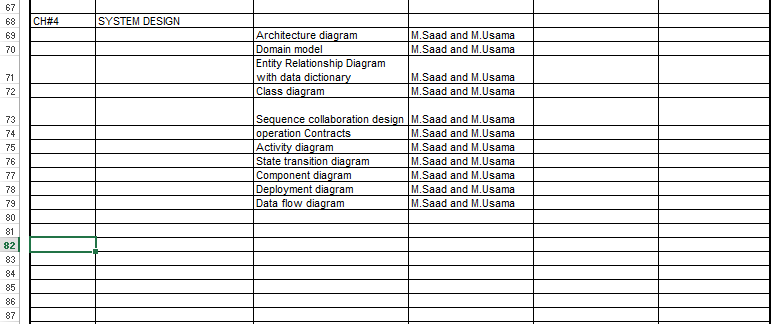 67
68 CH#4 SYSTEM DESIGN
69 Architecture diagram M.Saad and M.Usama
70 Domain model M.Saad and M.Usama
Entity Relationship Diagram
71 with data dictionary M.Saad and M.Usama
72 Class diagram M.Saad and M.Usama
73 Sequence collaboration design M.Saad and M.Usama
74 operation Contracts M.Saad and M.Usama
75 Activity diagram M.Saad and M.Usama
76 State transition diagram M.Saad and M.Usama
77 Component diagram M.Saad and M.Usama
78 Deployment diagram M.Saad and M.Usama
79 Data flow diagram M.Saad and M.Usama
80
81
82
83
84
85
86
87